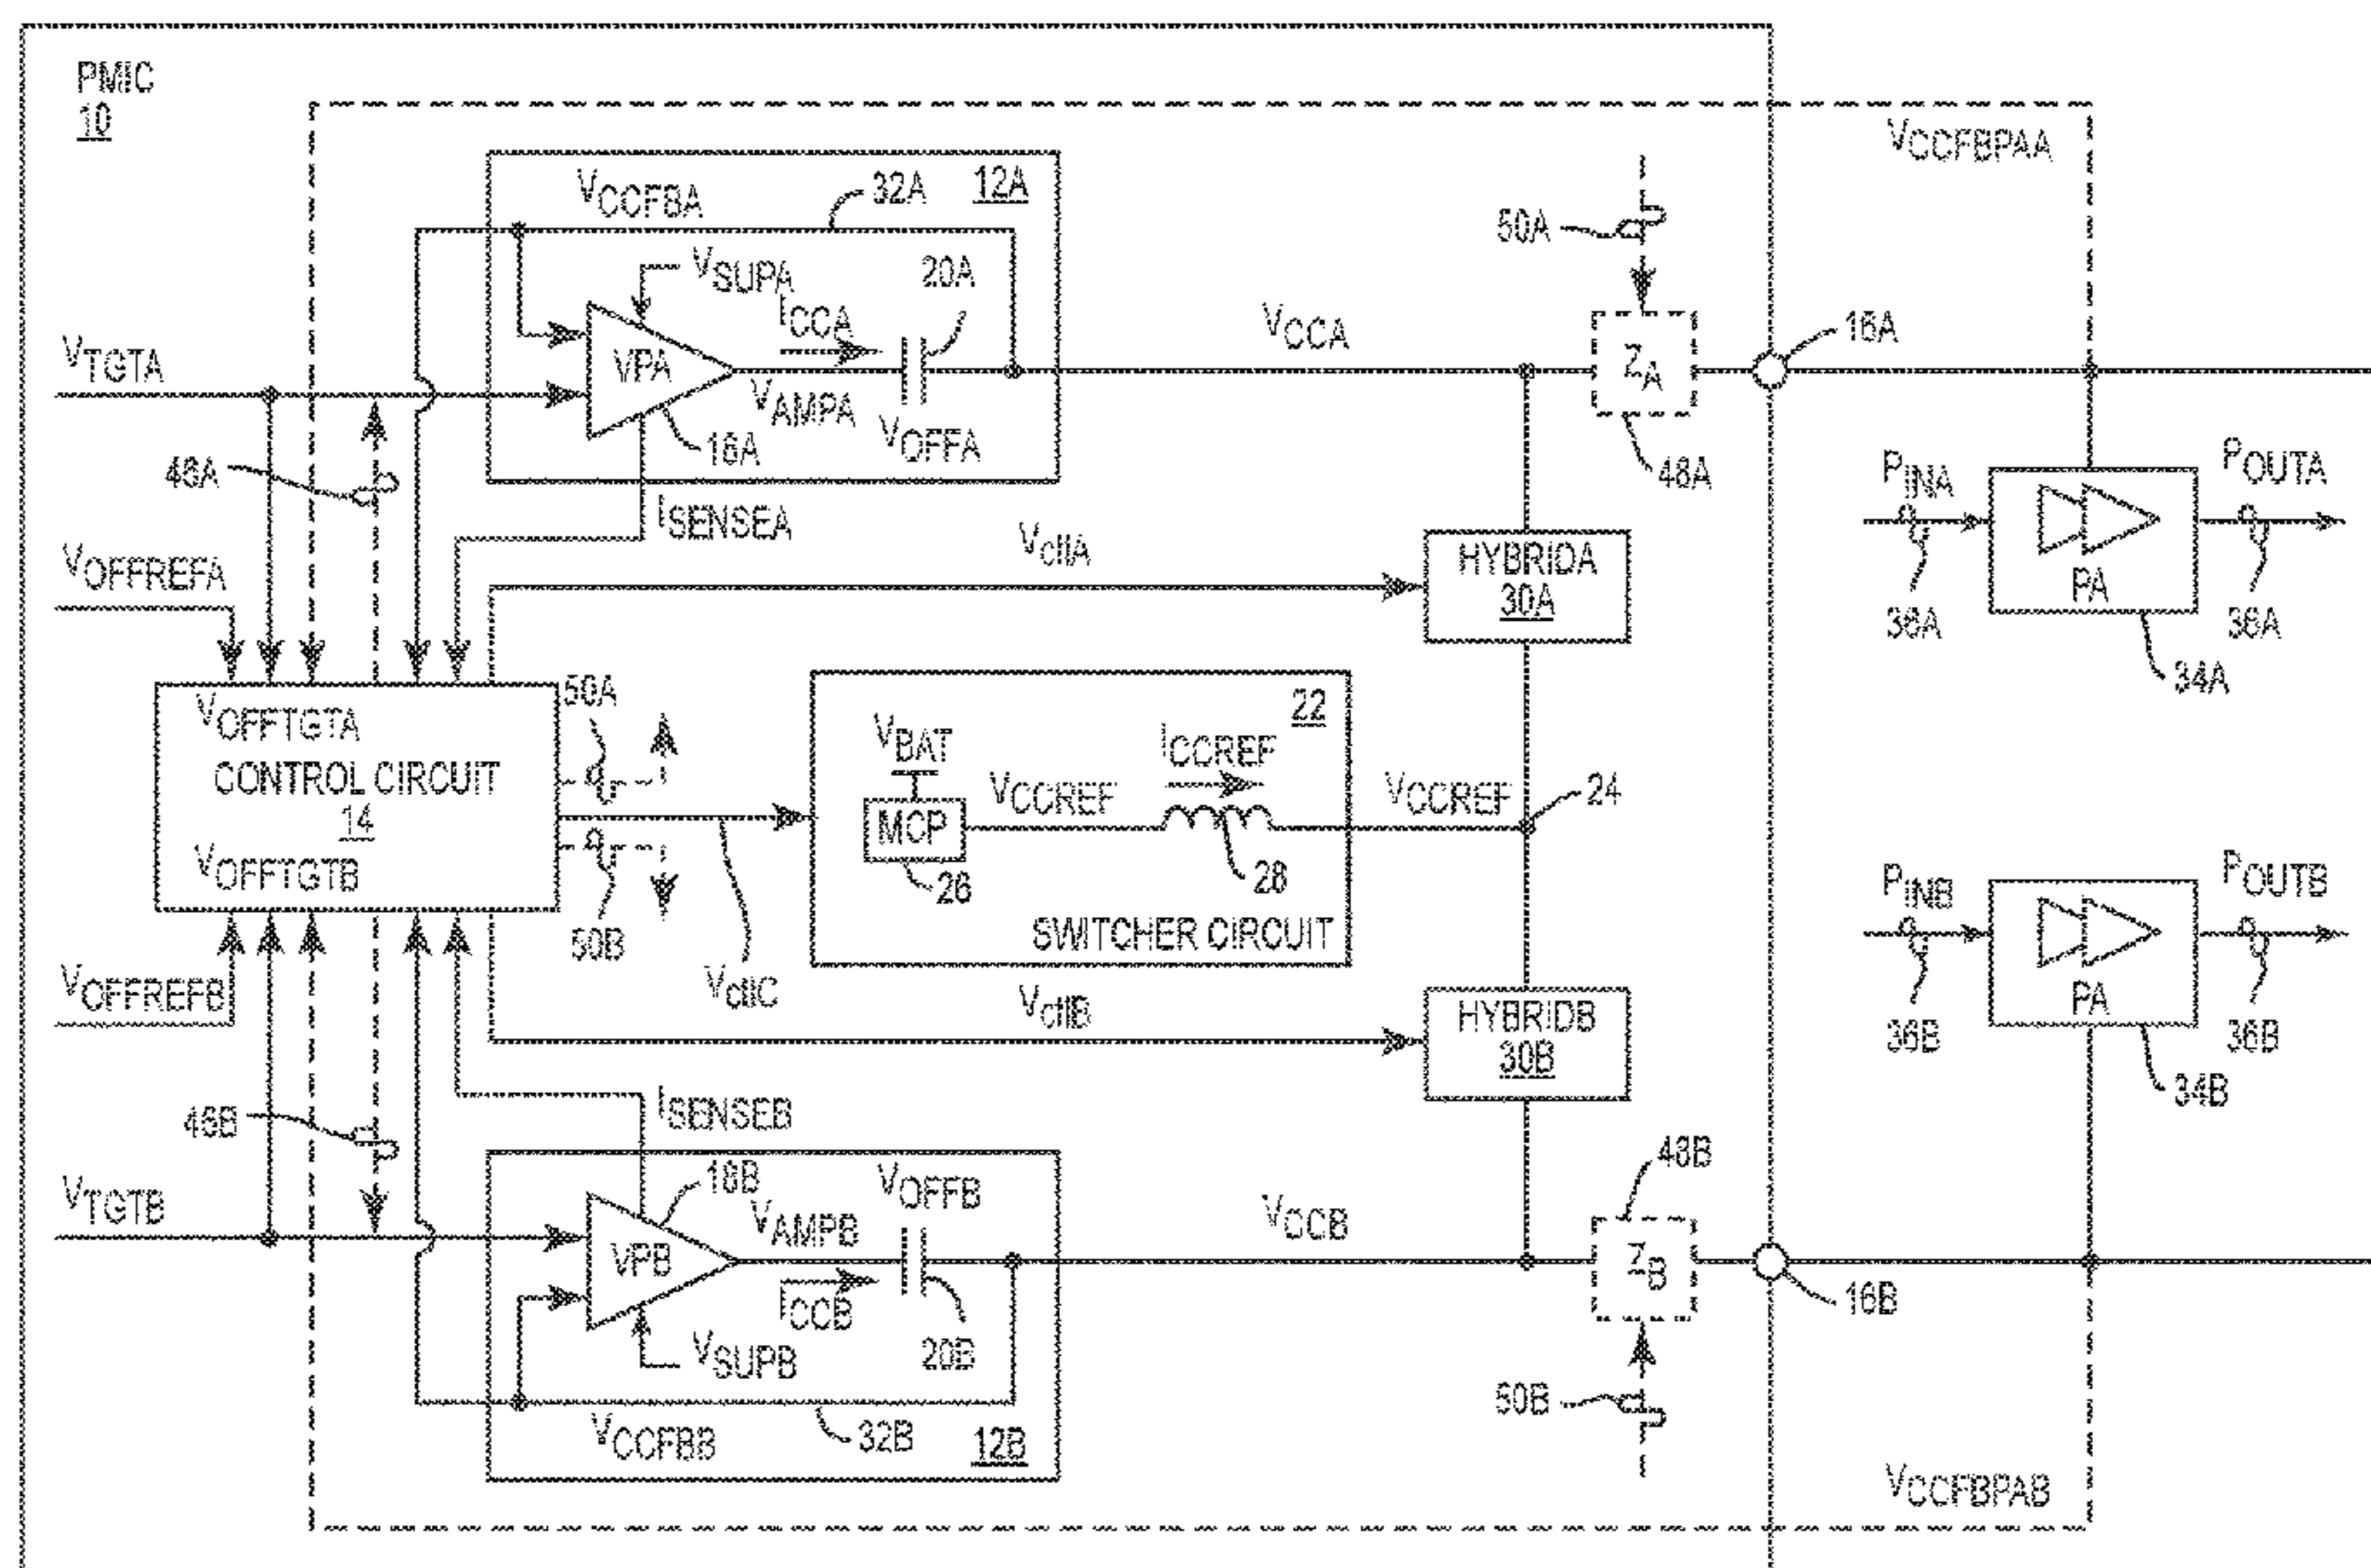 PMIC
10
VCCFBPAA
VCCFBA
32A
12A
50A
VSUPA
20A
ICCA
VCCA
16A
VTGTA
VPA
ZA
VAMPA
VOFFA
46A
16A
48A
PINA
POUTA
ISENSEA
VctlA
VOFFREFA
HYBRIDA
30A
PA
36A
36A
34A
50A
22
VOFFTGTA
VBAT
ICCREF
CONTROL CIRCUIT
VCCREF
VCCREF
24
14
MCP
VOFFTGTB
26
28
PINB
POUTB
50B
SWITCHER CIRCUIT
VOFFREFB
VctlC
VctlB
HYBRIDB
30B
PA
36B
36B
34B
46B
ISENSEB
48B
18B
VOFFB
VTGTB
VAMPB
VCCB
VPB
ZB
ICCB
16B
VSUPB
20B
50B
VCCFBB
32B
12B
VCCFBPAB